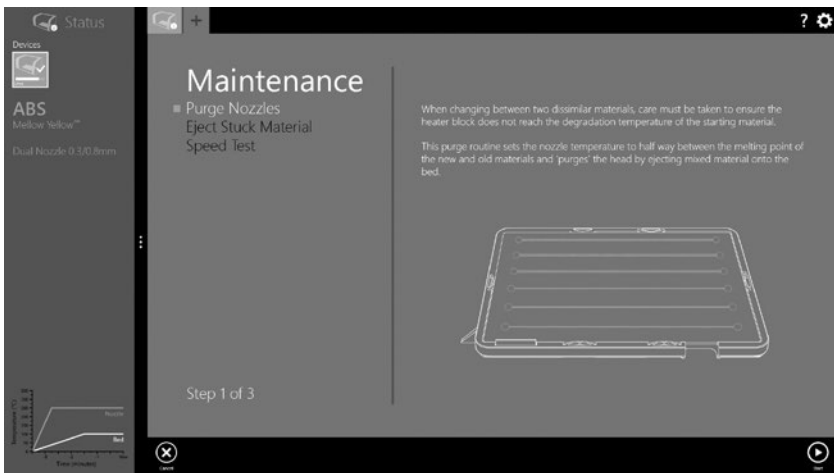 Status
+
? 
Devices
ABS
Mellow Yellow™
Dual Nozzle 0.3/0.8mm
Maintenance
Purge Nozzles
Eject Stuck Material
Speed Test
When changing between two dissimilar materials, care must be taken to ensure the
heater block does not reach the degradation temperature of the starting material.
This purge routine sets the nozzle temperature to half way between the melting point of
the new and old materials and 'purges' the head by ejecting mixed material onto the
bed.
Step 1 of 3
Temperature (°C)
Nozzle
Bed
Time (minutes)
Cancel